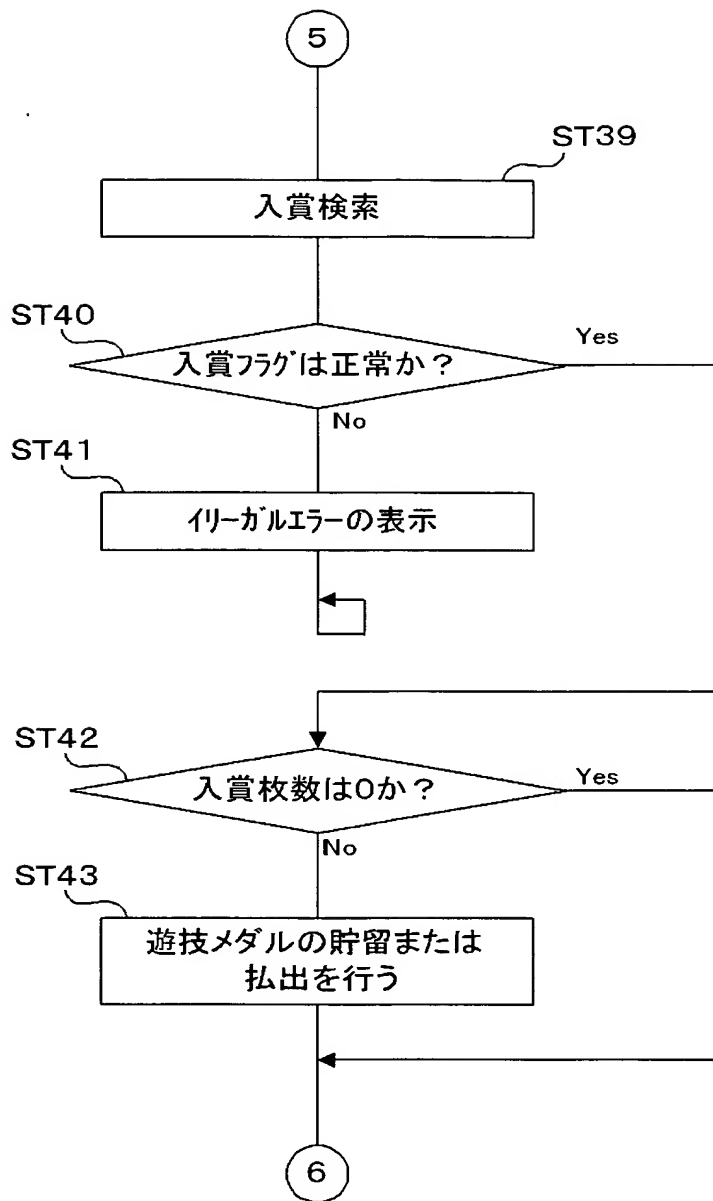 5
ST39
入賞検索
ST40
入賞フラグは正常か？
Yes
No
ST41
イリーガルエラーの表示
ST42
入賞枚数は0か？
Yes
No
ST43
遊技メダルの貯留または
払出を行う
6